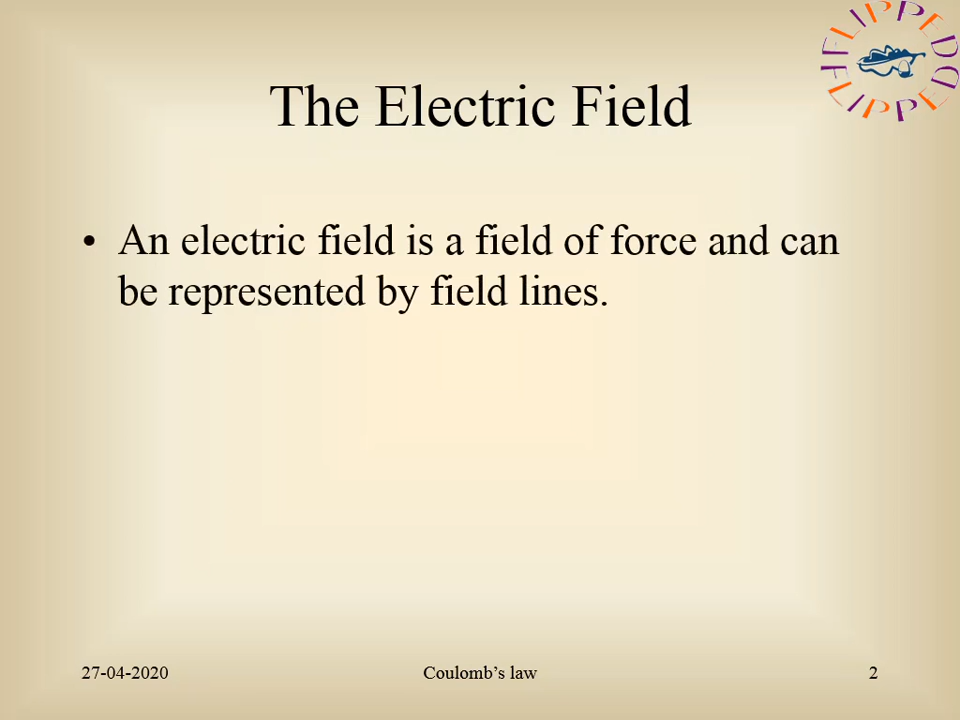 FLIPPED
FLIPPED
The Electric Field
• An electric field is a field of force and can
be represented by field lines.
27-04-2020
Coulomb’s law
2